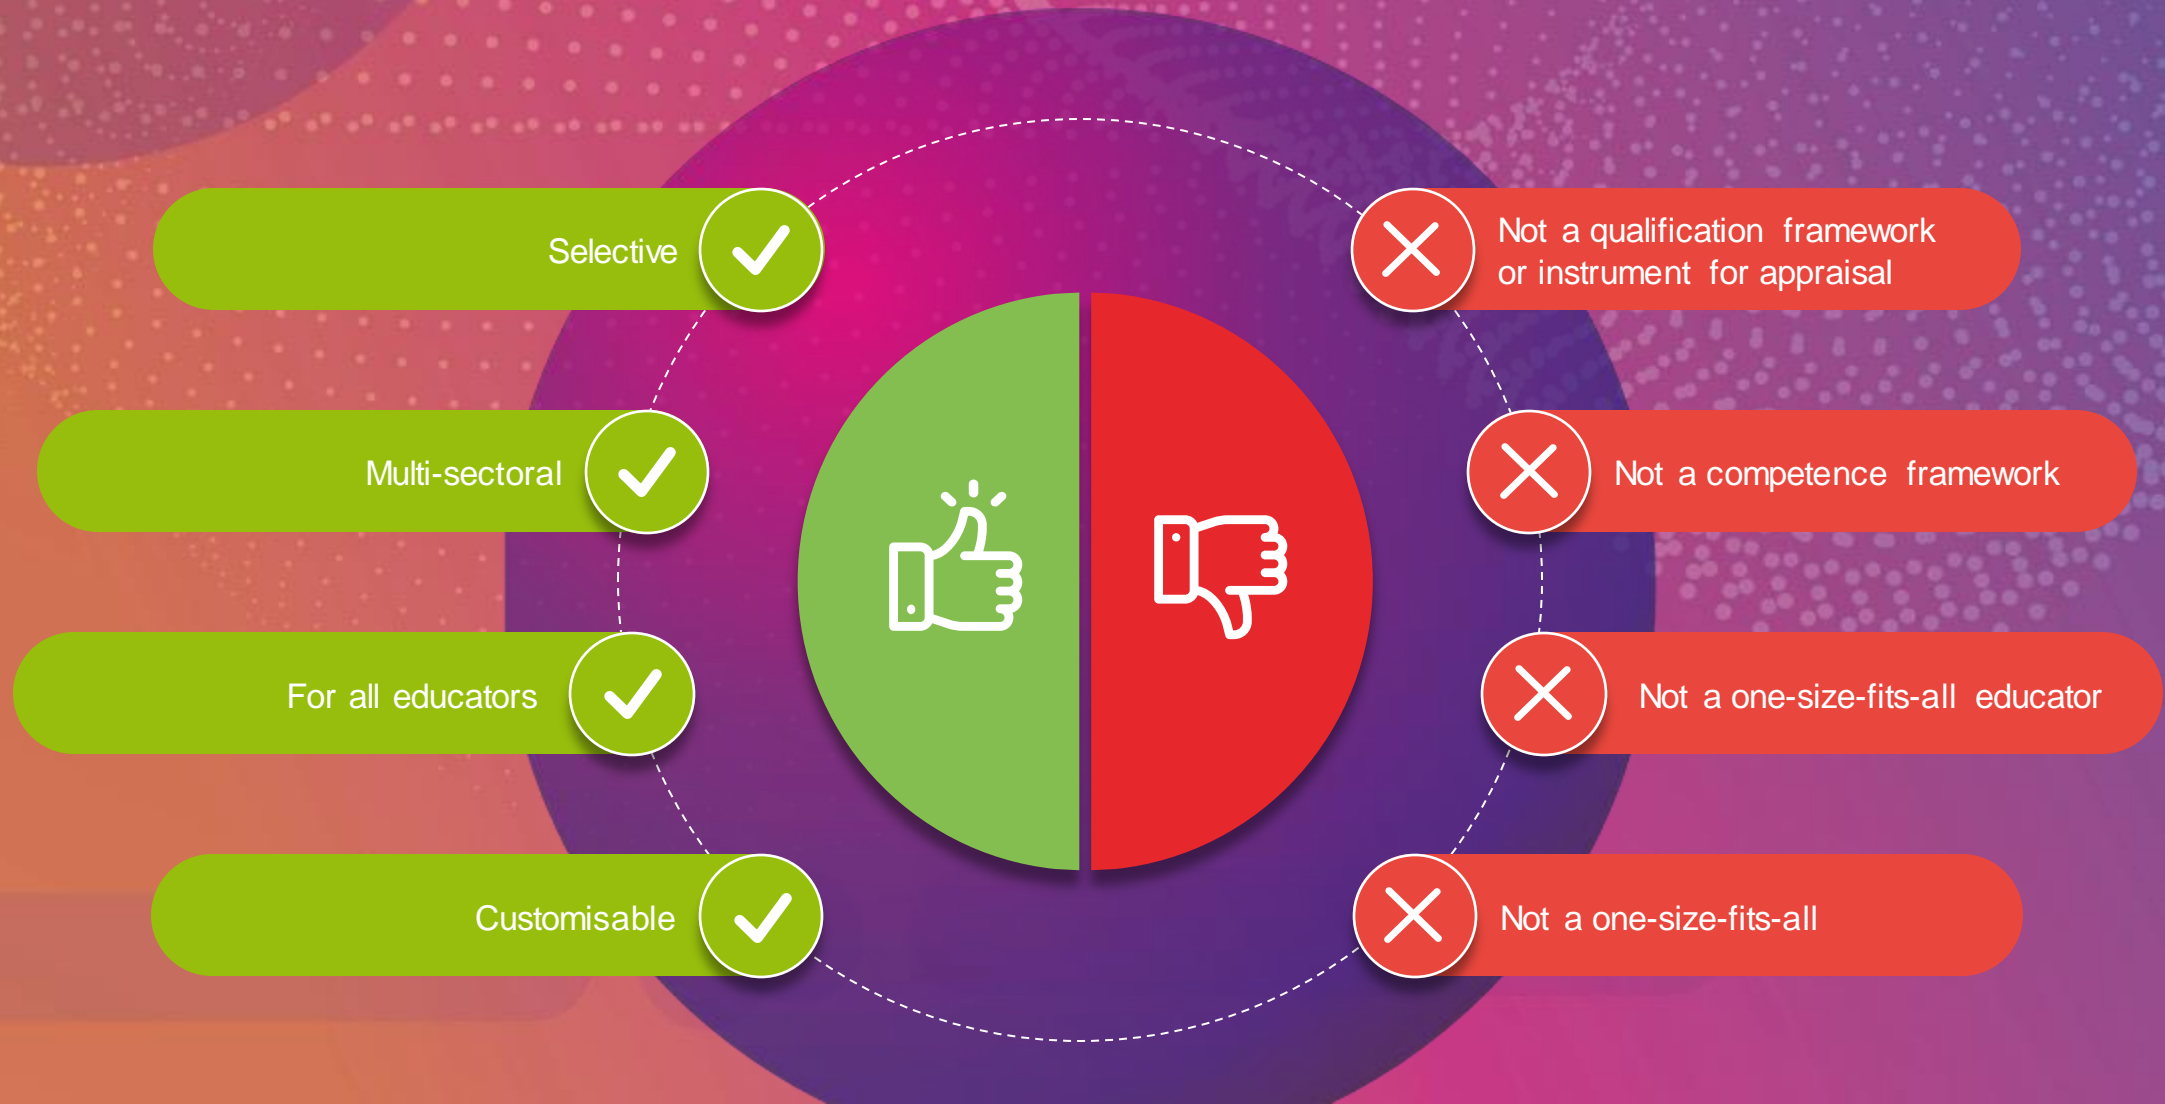 Selective
Multi-sectoral
For all educators
Customisable
Not a qualification framework
or instrument for appraisal
Not a competence framework
Not a one-size-fits-all educator
Not a one-size-fits-all